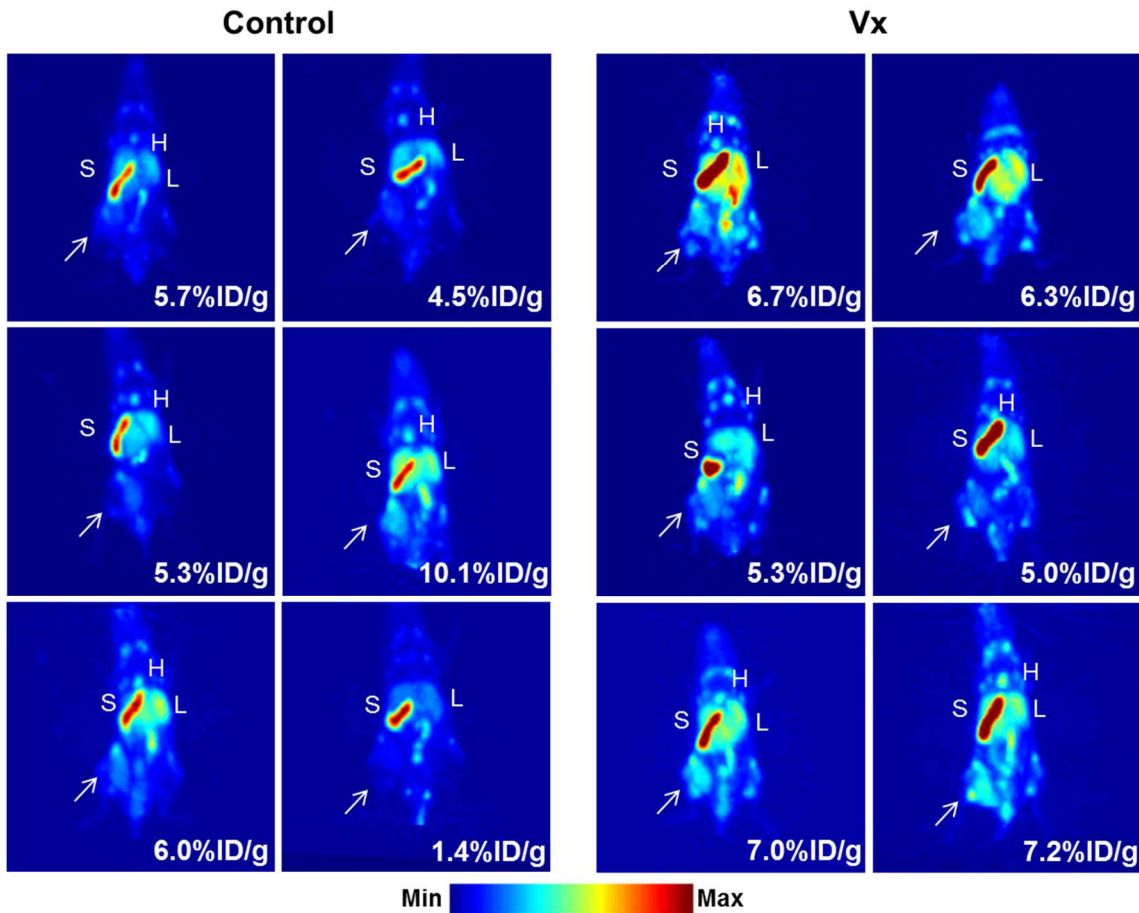 Control
Vx
H
S
L
5.7%ID/g
H
S
L
4.5%ID/g
H
S
L
6.7%ID/g
S
L
6.3%ID/g
H
S
L
5.3%ID/g
H
S
L
10.1%ID/g
H
L
S
5.3%ID/g
H
S
L
5.0%ID/g
H
S
L
6.0%ID/g
S
L
1.4%ID/g
H
S
L
7.0%ID/g
H
S
L
7.2%ID/g
Min
Max